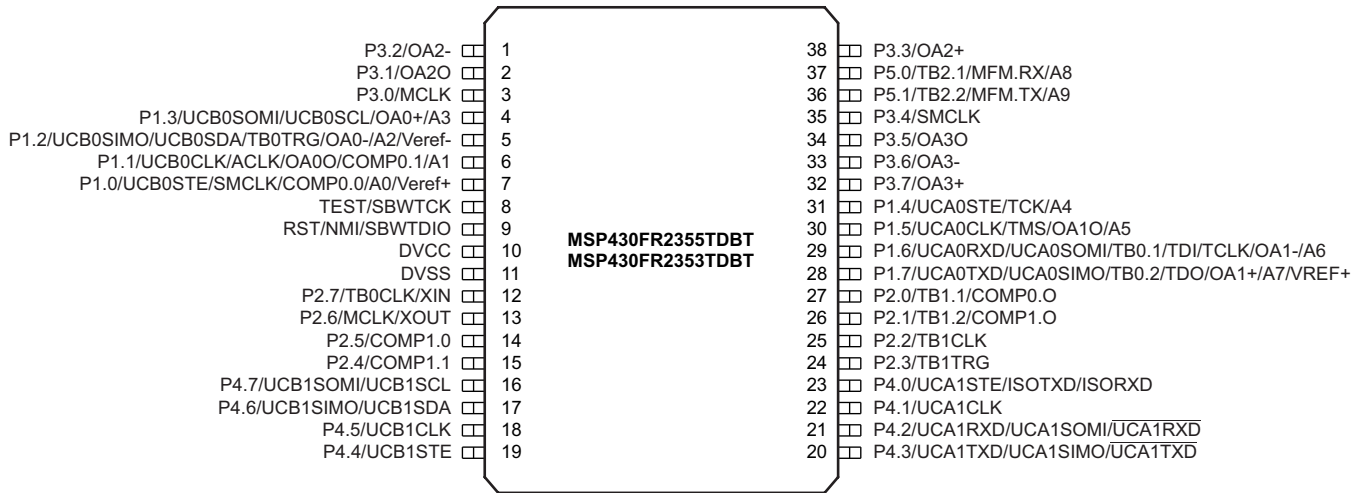 P3.2/OA2- 1
P3.1/OA2O 2
P3.0/MCLK 3
P1.3/UCB0SOMI/UCB0SCL/OA0+/A3 4
P1.2/UCB0SIMO/UCB0SDA/TB0TRG/OA0-/A2/Veref- 5
P1.1/UCB0CLK/ACLK/OA0O/COMP0.1/A1 6
P1.0/UCB0STE/SMCLK/COMP0.0/A0/Veref+ 7
TEST/SBWTCK 8
RST/NMI/SBWTDIO 9
DVCC 10
DVSS 11
P2.7/TB0CLK/XIN 12
P2.6/MCLK/XOUT 13
P2.5/COMP1.0 14
P2.4/COMP1.1 15
P4.7/UCB1SOMI/UCB1SCL 16
P4.6/UCB1SIMO/UCB1SDA 17
P4.5/UCB1CLK 18
P4.4/UCB1STE 19
MSP430FR2355TDBT
MSP430FR2353TDBT
38 P3.3/OA2+
37 P5.0/TB2.1/MFM.RX/A8
36 P5.1/TB2.2/MFM.TX/A9
35 P3.4/SMCLK
34 P3.5/OA3O
33 P3.6/OA3-
32 P3.7/OA3+
31 P1.4/UCA0STE/TCK/A4
30 P1.5/UCA0CLK/TMS/OA1O/A5
29 P1.6/UCA0RXD/UCA0SOMI/TB0.1/TDI/TCLK/OA1-/A6
28 P1.7/UCA0TXD/UCA0SIMO/TB0.2/TDO/OA1+/A7/VREF+
27 P2.0/TB1.1/COMP0.O
26 P2.1/TB1.2/COMP1.O
25 P2.2/TB1CLK
24 P2.3/TB1TRG
23 P4.0/UCA1STE/ISOTXD/ISORXD
22 P4.1/UCA1CLK
21 P4.2/UCA1RXD/UCA1SOMI/UCA1RXD
20 P4.3/UCA1TXD/UCA1SIMO/UCA1TXD